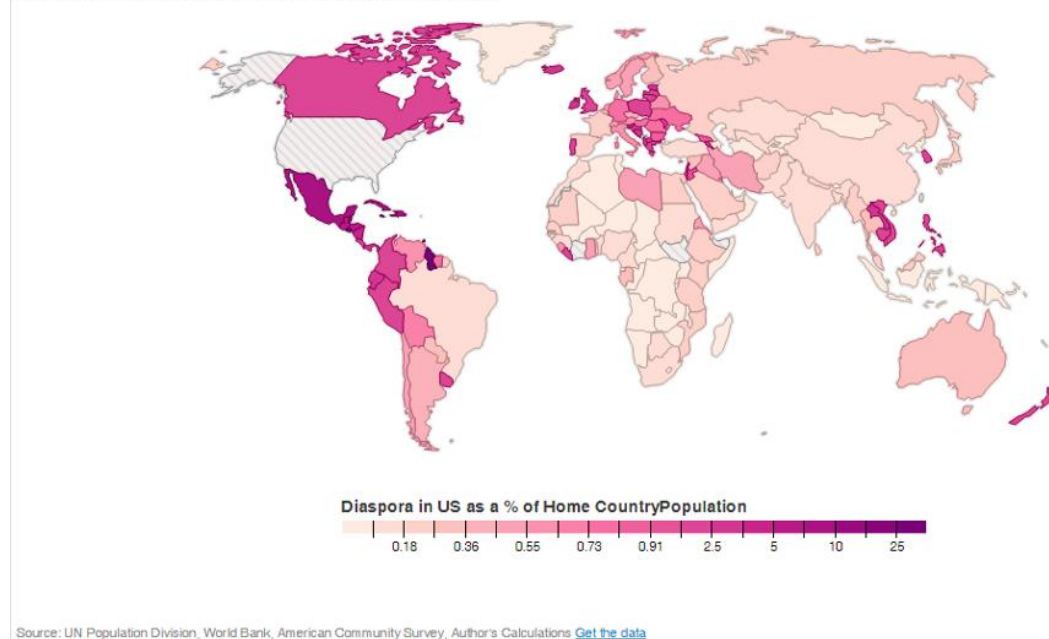 Diaspora in US as a % of Home CountryPopulation
0.18 0.36 0.55 0.73 0.91 2.5 5 10 25
Source: UN Population Division, World Bank, American Community Survey, Author's Calculations Get the data